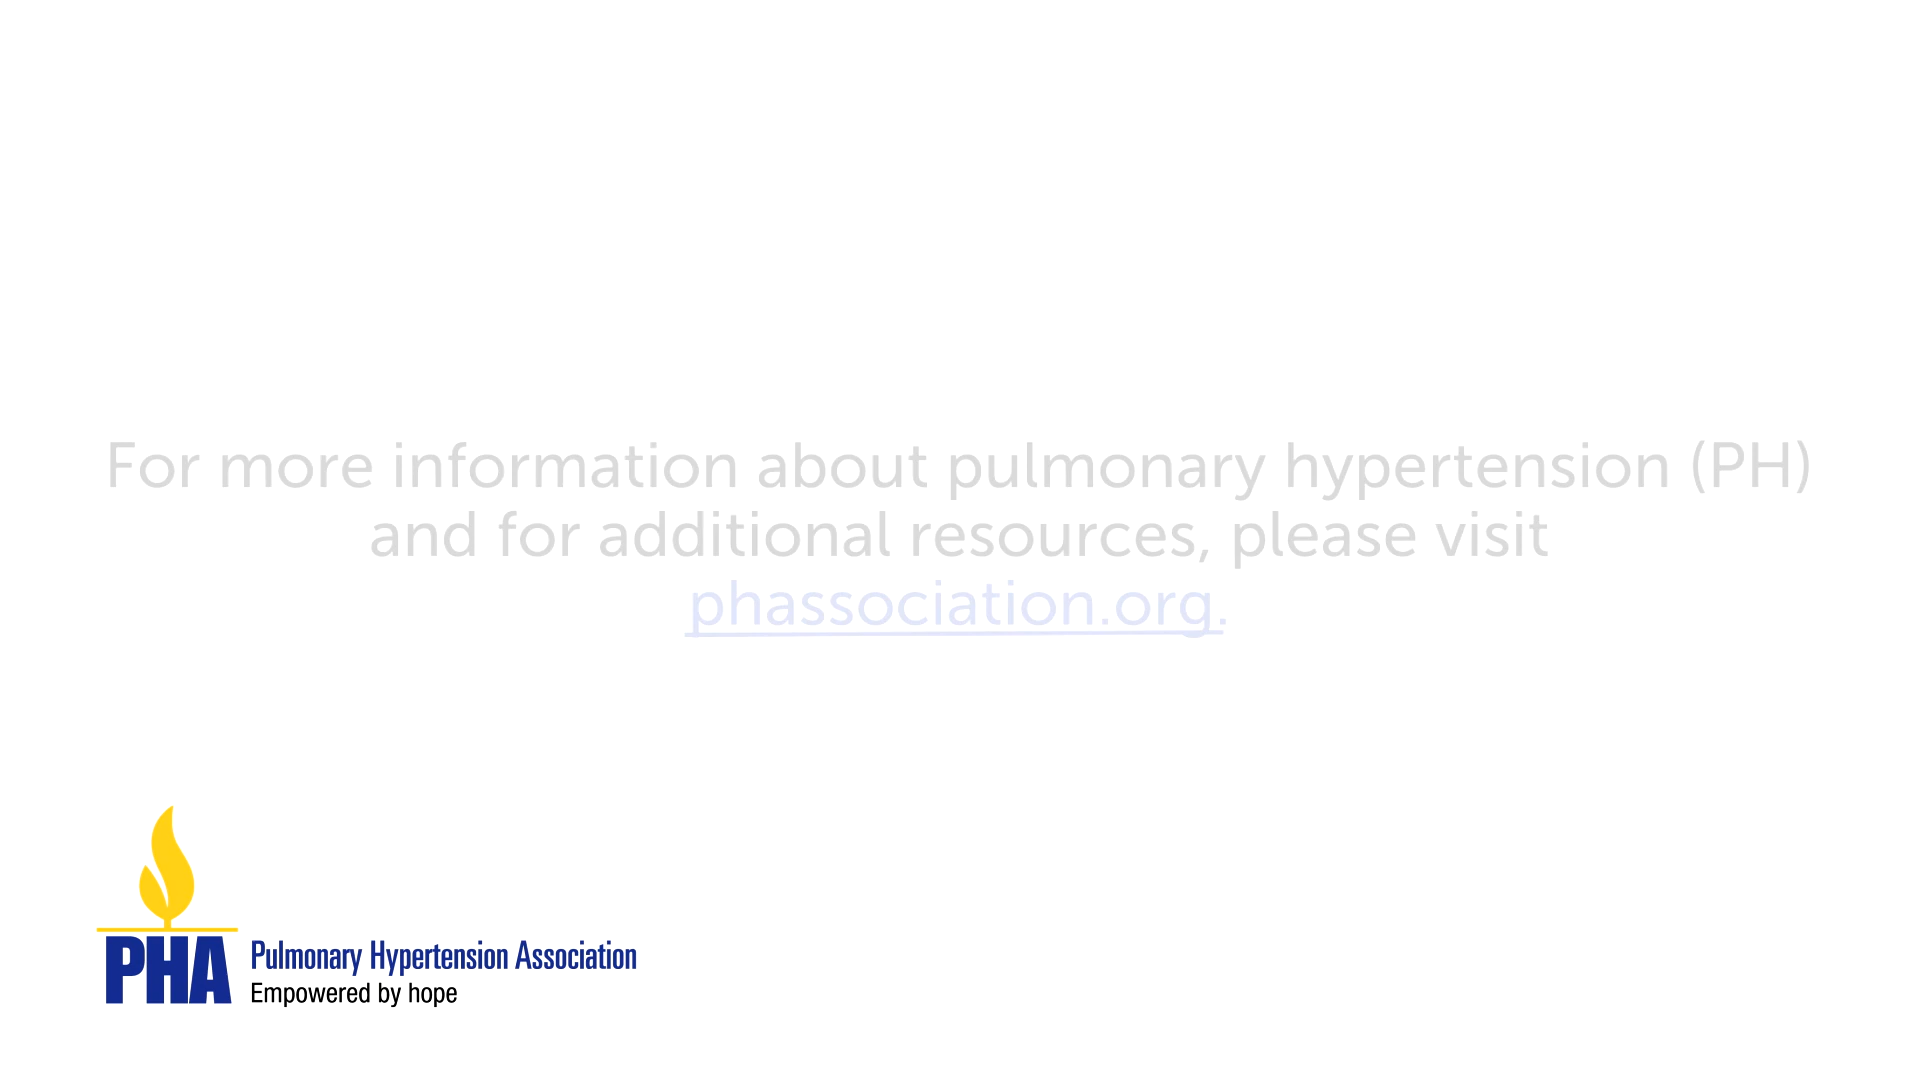 For more information about pulmonary hypertension (PH)
and for additional resources, please visit
phassociation.org.
PHA
Pulmonary Hypertension Association
Empowered by hope